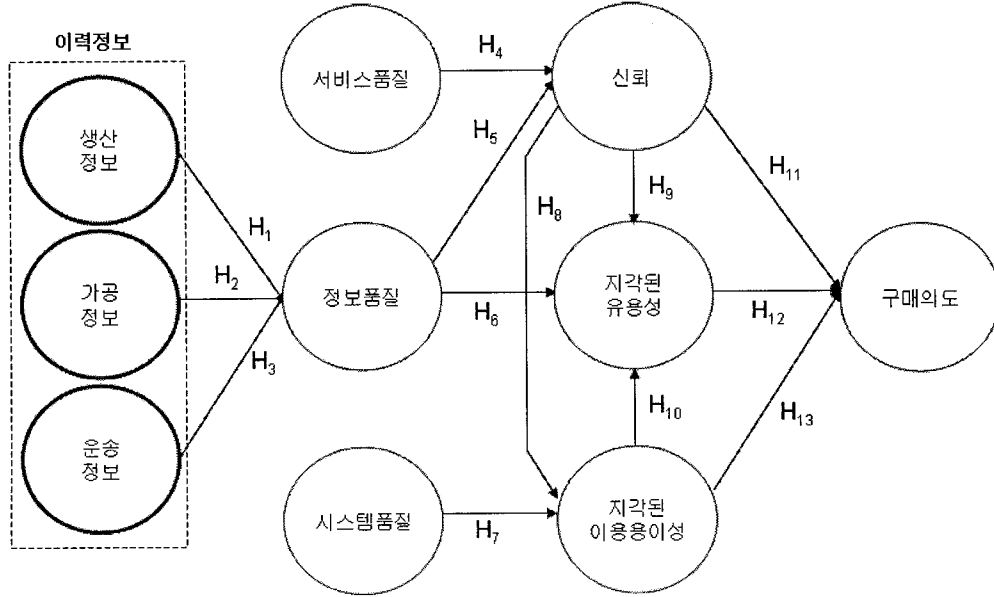 이력정보
생산
정보
가공
정보
운송
정보
H1
H2
H3
서비스품질
정보품질
시스템품질
H4
H5
H6
H7
H8
신뢰
H9
지각된
유용성
H10
지각된
이용용이성
H11
H12
H13
구매의도